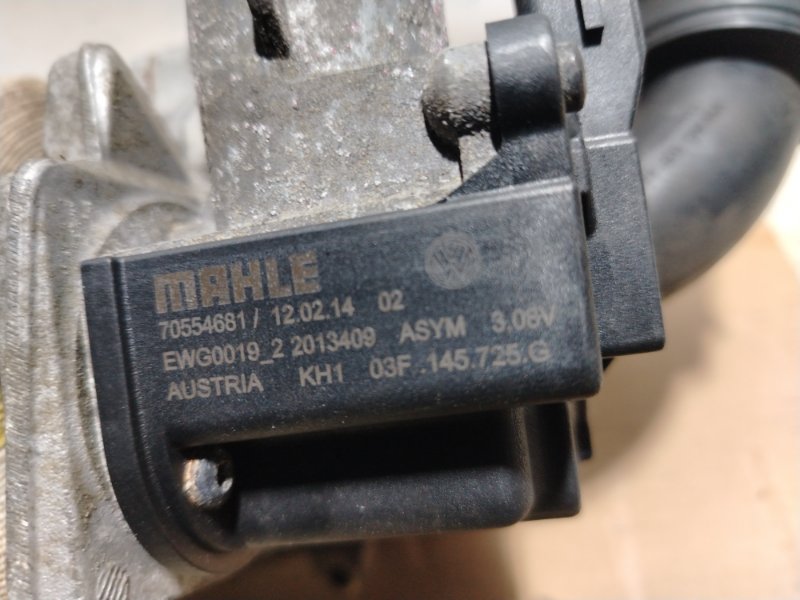 MAHLE
70554681/ 12.02.14 02
EWG0019_2 2013409 ASYM 3.08V
AUSTRIA KH1 03F .145.725.G